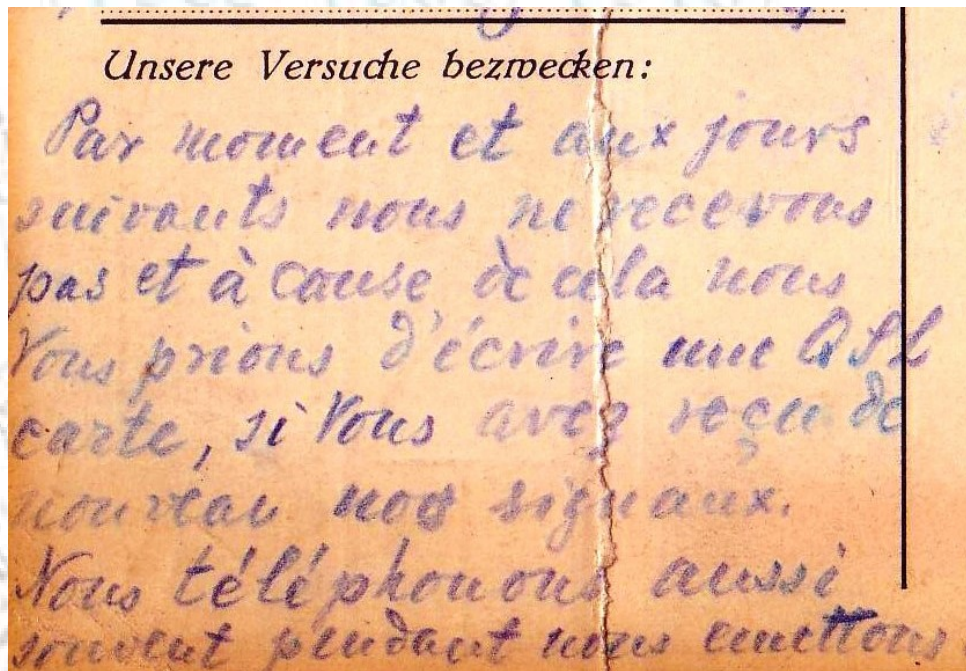 Unsere Versuche bezwecken:
Par moment et aux jours
suivants nous ne recevons
pas et à cause de cela nous
Vous prions d'écrire une QSL
carte, si Vous avez reçu de
nouveau nos signaux.
Nous téléphonons aussi
souvent pendant nous emettons